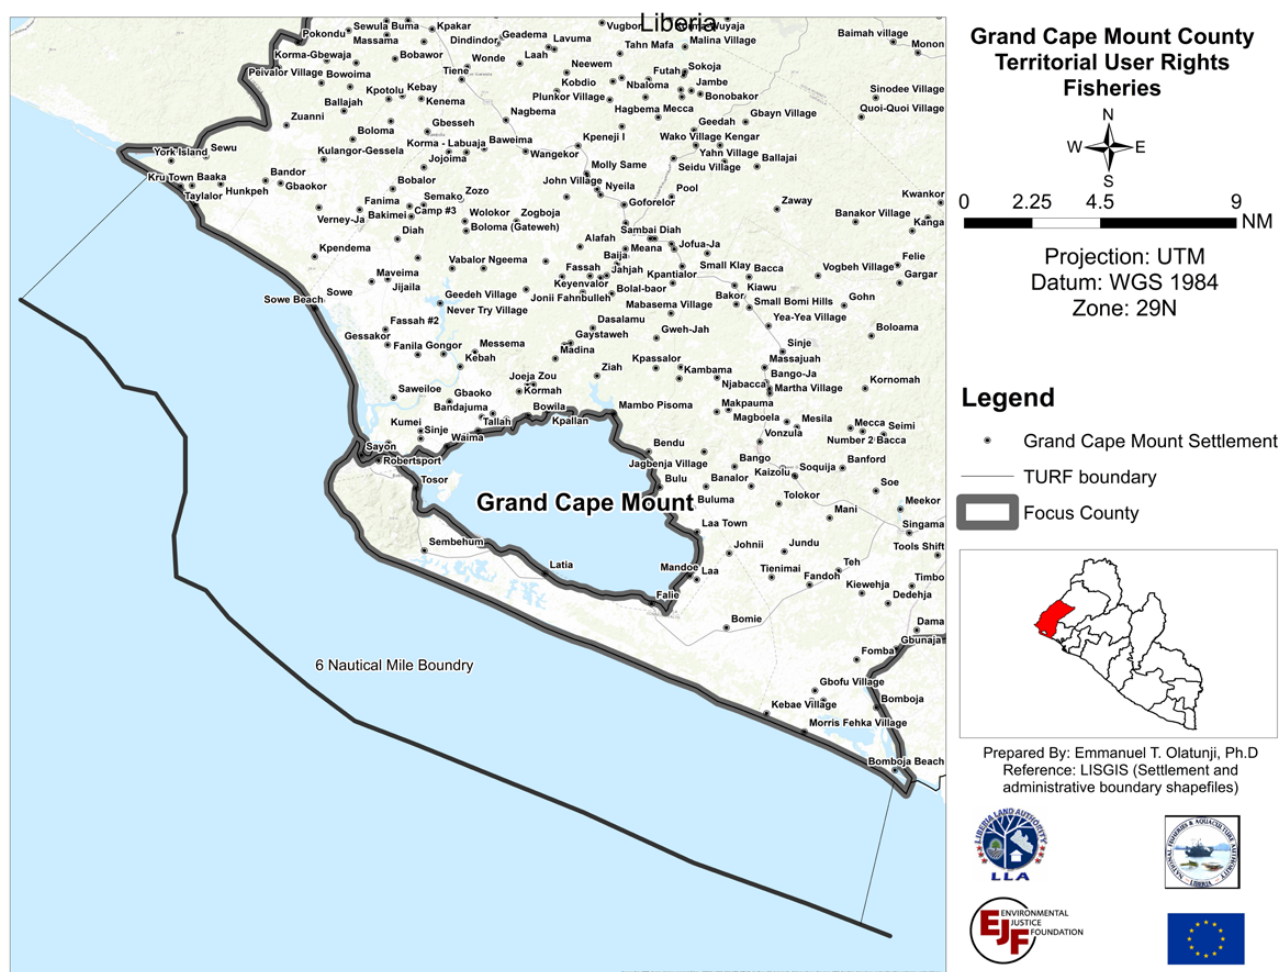 Liberia
Pokondu
Sewula Buma
Kpakar
Vugbor
Massama
Dindindor
Geadema
Lavuma
Tahn Mafa
Malina Village
Baimah village
Monon
Korma-Gbewaja
Bobawor
Wonde
Laah
Neewem
Peivalor Village
Bowoima
Tiene
Kobdio
Futah
Sokoja
Nbaloma
Jambe
Kpotolu
Kebay
Kenema
Plunkor Village
Bonobakor
Sinodee Village
Ballajah
Nagbema
Hagbema
Mecca
Gbayn Village
Quoi-Quoi Village
Zuanni
Boloma
Gbesseh
Geedah
Kpeneji I
Wako Village
Kengar
York Island
Sewu
Kulangor-Gessela
Korma - Labuaja
Baweima
Wangekor
Yahn Village
Ballajai
Jojoima
Molly Same
Seidu Village
Kru Town
Baaka
Bandor
Gbaokor
Hunkpeh
Bobalor
John Village
Nyeila
Pool
Taylalor
Fanima
Semako
Zozo
Goforelor
Zaway
Kwankor
Verney-Ja
Bakimei
Camp #3
Wolokor
Zogboja
Banakor Village
Kanga
Diah
Boloma (Gateweh)
Sambai Diah
Kpendema
Alafah
Meana
Jofua-Ja
Baija
Felie
Maveima
Vabalor
Ngeema
Fassah
Jahjah
Kpantialor
Small Klay
Bacca
Vogbeh Village
Gargar
Jijaila
Keyenvalor
Kiawu
Sowe Beach
Sowe
Geedeh Village
Jonii Fahnbulleh
Bolal-baor
Bakor
Small Bomi Hills
Gohn
Never Try Village
Mabasema Village
Fassah #2
Dasalamu
Yea-Yea Village
Gessakor
Gaystaweh
Gweh-Jah
Boloama
Fanila
Gongor
Messema
Madina
Sinje
Kebah
Ziah
Kpassalor
Massajuah
Joeja Zou
Kambama
Bango-Ja
Saweiloe
Gbaoko
Kormah
Njabacca
Martha Village
Kornomah
Bandajuma
Bowila
Mambo Pisoma
Makpauma
Kumei
Tallah
Kpallan
Magboela
Mesila
Mecca
Seimi
Sinje
Waima
Vonzula
Number 2
Bacca
Sayon
Bendu
Robertsport
Jagbenja Village
Bango
Kaizolu
Soquija
Banford
Tosor
Bulu
Banalor
Soe
Grand Cape Mount
Buluma
Tolokor
Mani
Meekor
Laa Town
Singama
Sembehum
Johnii
Jundu
Tools Shift
Latia
Mandoe
Laa
Tienimai
Teh
Fandoh
Timbo
Falie
Kiewehja
Dedehja
Bomie
Dama
Gbunaja
6 Nautical Mile Boundry
Fomba
Gbofu Village
Kebae Village
Bomboja
Morris Fehka Village
Bomboja Beach
Grand Cape Mount County
Territorial User Rights
Fisheries
N
W E
S
0 2.25 4.5 9
NM
Projection: UTM
Datum: WGS 1984
Zone: 29N
Legend
Grand Cape Mount Settlement
TURF boundary
Focus County
Prepared By: Emmanuel T. Olatunji, Ph.D
Reference: LISGIS (Settlement and
administrative boundary shapefiles)
LIBERIA LAND AUTHORITY
LLA
NATIONAL FISHERIES & AQUACULTURE AUTHORITY
LIBERIA
EJF
ENVIRONMENTAL
JUSTICE
FOUNDATION